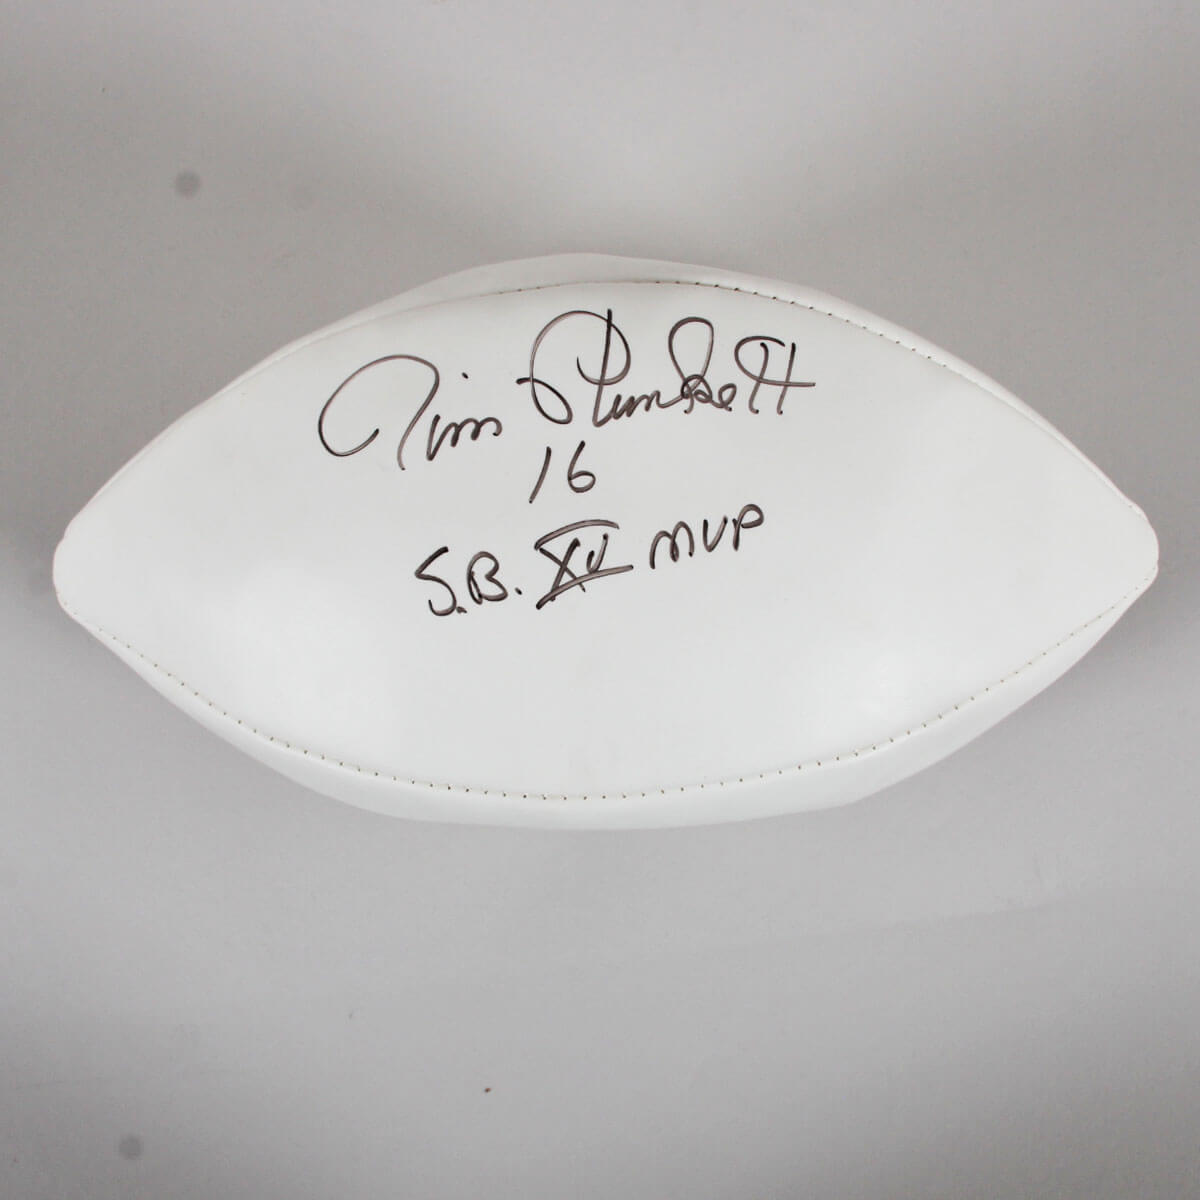 Jim Plunkett
16
S.B. XV MVP